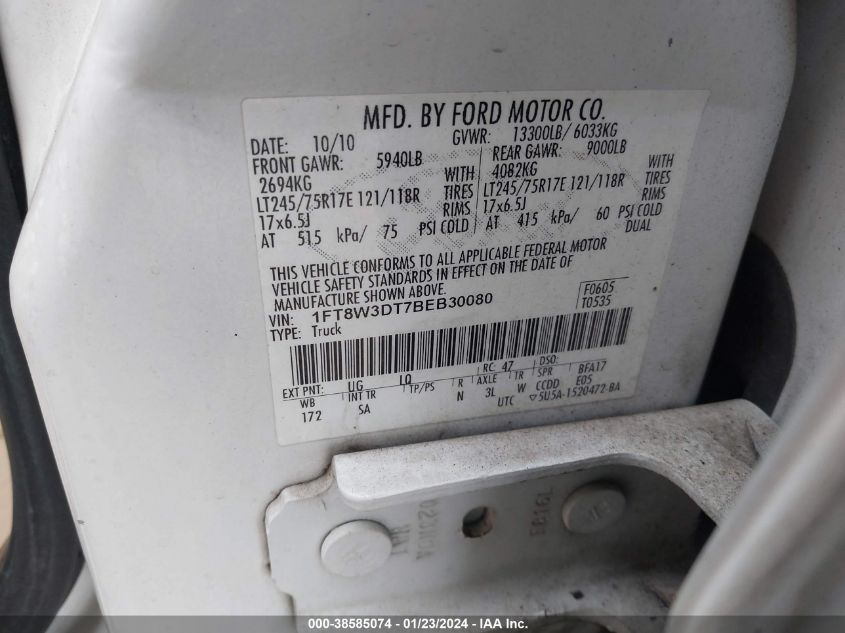 MFD. BY FORD MOTOR CO.
DATE: 10/10 GVWR: 13300LB/ 6033KG
FRONT GAWR: 5940LB REAR GAWR: 9000LB
2694KG WITH 4082KG WITH
LT245/75R17E 121/118R TIRES LT245/75R17E 121/118R TIRES
17x6.5J RIMS 17x6.5J RIMS
AT 515 kPa/ 75 PSI COLD AT 415 kPa/ 60 PSI COLD
DUAL
THIS VEHICLE CONFORMS TO ALL APPLICABLE FEDERAL MOTOR
VEHICLE SAFETY STANDARDS IN EFFECT ON THE DATE OF
MANUFACTURE SHOWN ABOVE.
VIN: 1FT8W3DT7BEB30080 F0605
TYPE: Truck T0535
EXT PNT: UG LQ RC: 47 DSO:
WB INT TR TP/PS R AXLE TR SPR BFA17
172 SA N 3L W CCDD E05
UTC ▽5U5A-1520472-BA
000-38585074 / 01/23/2024 - IAA Inc.